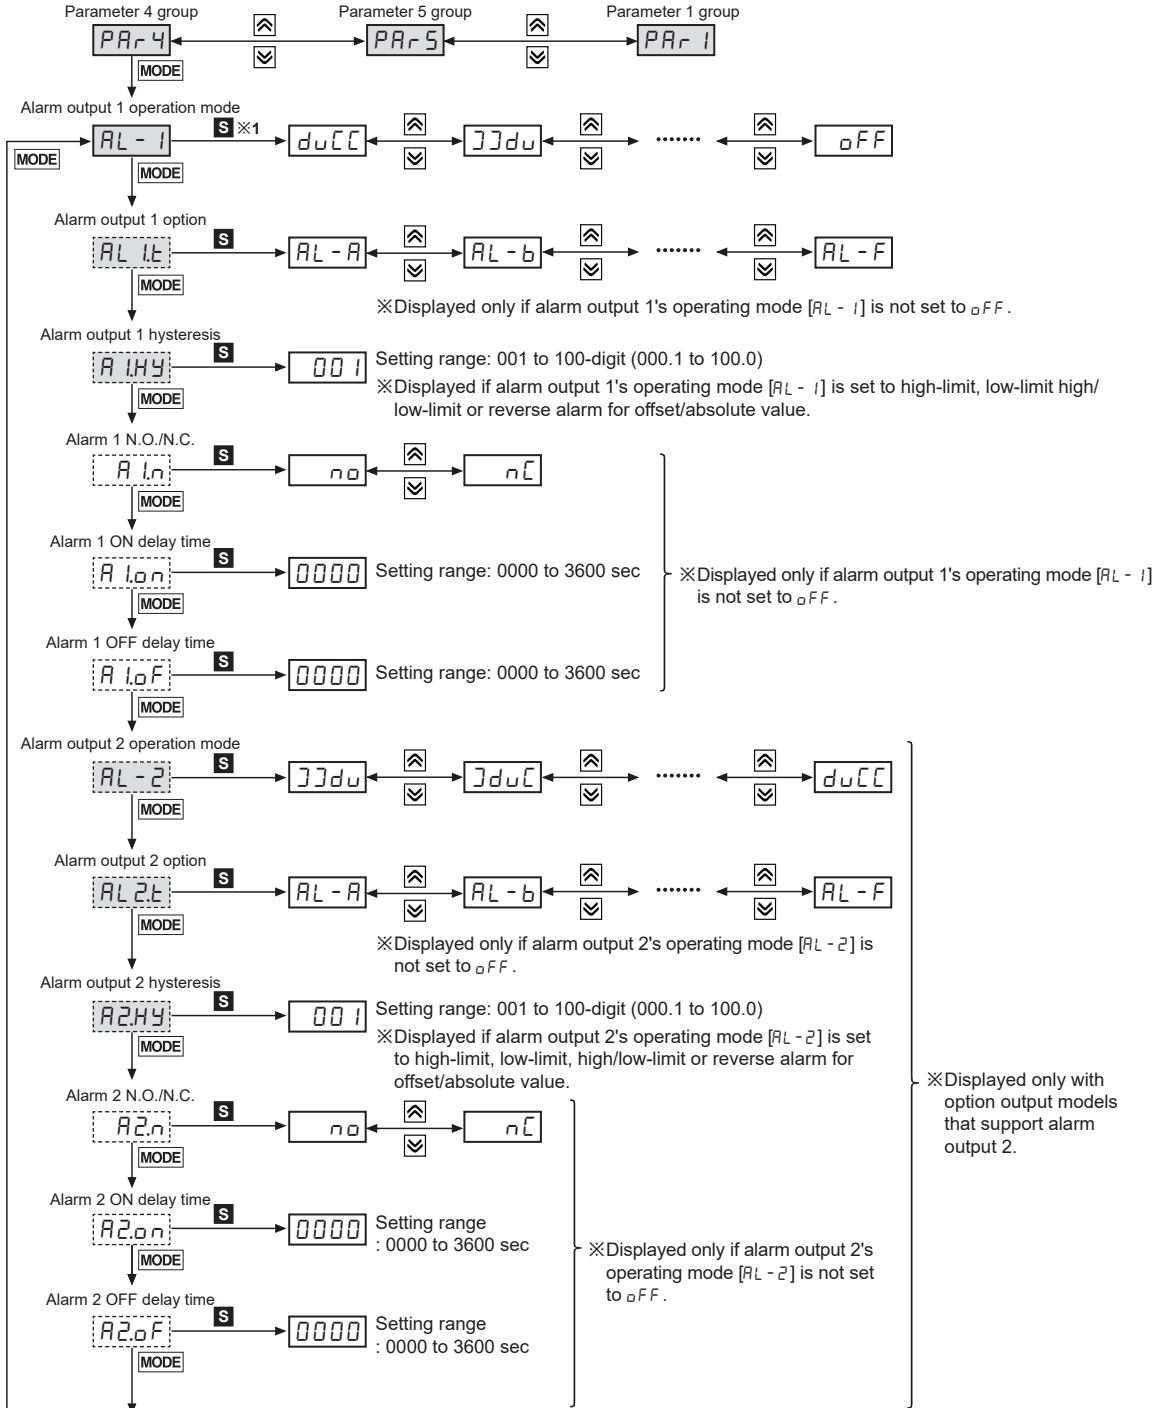 Parameter 4 group Parameter 5 group Parameter 1 group
PAr4 PAr5 PAr1
MODE
Alarm output 1 operation mode
AL-1 S ※1 duCC ]]du ....... oFF
MODE
MODE
Alarm output 1 option
AL1.t S AL-A AL-b ....... AL-F
MODE
※Displayed only if alarm output 1's operating mode [AL-1] is not set to oFF.
Alarm output 1 hysteresis
A1.HY S 001 Setting range: 001 to 100-digit (000.1 to 100.0)
MODE
※Displayed if alarm output 1's operating mode [AL-1] is set to high-limit, low-limit high/
low-limit or reverse alarm for offset/absolute value.
Alarm 1 N.O./N.C.
A1.n S no nC
MODE
Alarm 1 ON delay time
A1.on S 0000 Setting range: 0000 to 3600 sec
※Displayed only if alarm output 1's operating mode [AL-1]
is not set to oFF.
MODE
Alarm 1 OFF delay time
A1.oF S 0000 Setting range: 0000 to 3600 sec
MODE
Alarm output 2 operation mode
AL-2 S ]]du ]duC ....... duCC
MODE
Alarm output 2 option
AL2.t S AL-A AL-b ....... AL-F
MODE
※Displayed only if alarm output 2's operating mode [AL-2] is
not set to oFF.
Alarm output 2 hysteresis
A2.HY S 001 Setting range: 001 to 100-digit (000.1 to 100.0)
MODE
※Displayed if alarm output 2's operating mode [AL-2] is set
to high-limit, low-limit, high/low-limit or reverse alarm for
offset/absolute value.
※Displayed only with
option output models
that support alarm
output 2.
Alarm 2 N.O./N.C.
A2.n S no nC
MODE
Alarm 2 ON delay time
A2.on S 0000 Setting range
: 0000 to 3600 sec
MODE
※Displayed only if alarm output 2's
operating mode [AL-2] is not set
to oFF.
Alarm 2 OFF delay time
A2.oF S 0000 Setting range
: 0000 to 3600 sec
MODE